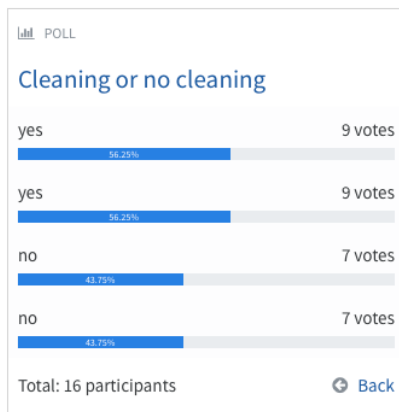 POLL
Cleaning or no cleaning
yes 9 votes
56.25%
yes 9 votes
56.25%
no 7 votes
43.75%
no 7 votes
43.75%
Total: 16 participants Back